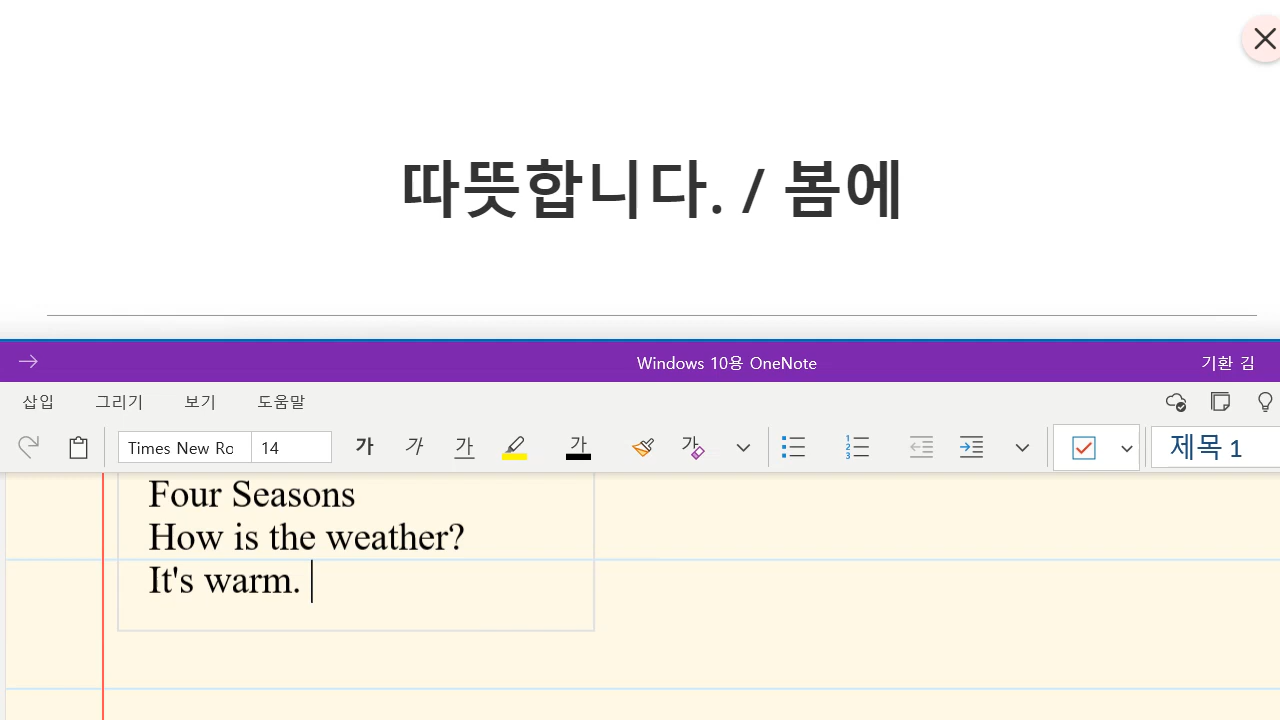 따뜻합니다. / 봄에
Windows 10용 OneNote
기환 김
삽입 그리기 보기 도움말
Times New Ro 14 가 가 가 가 가 제목 1
Four Seasons
How is the weather?
It's warm.